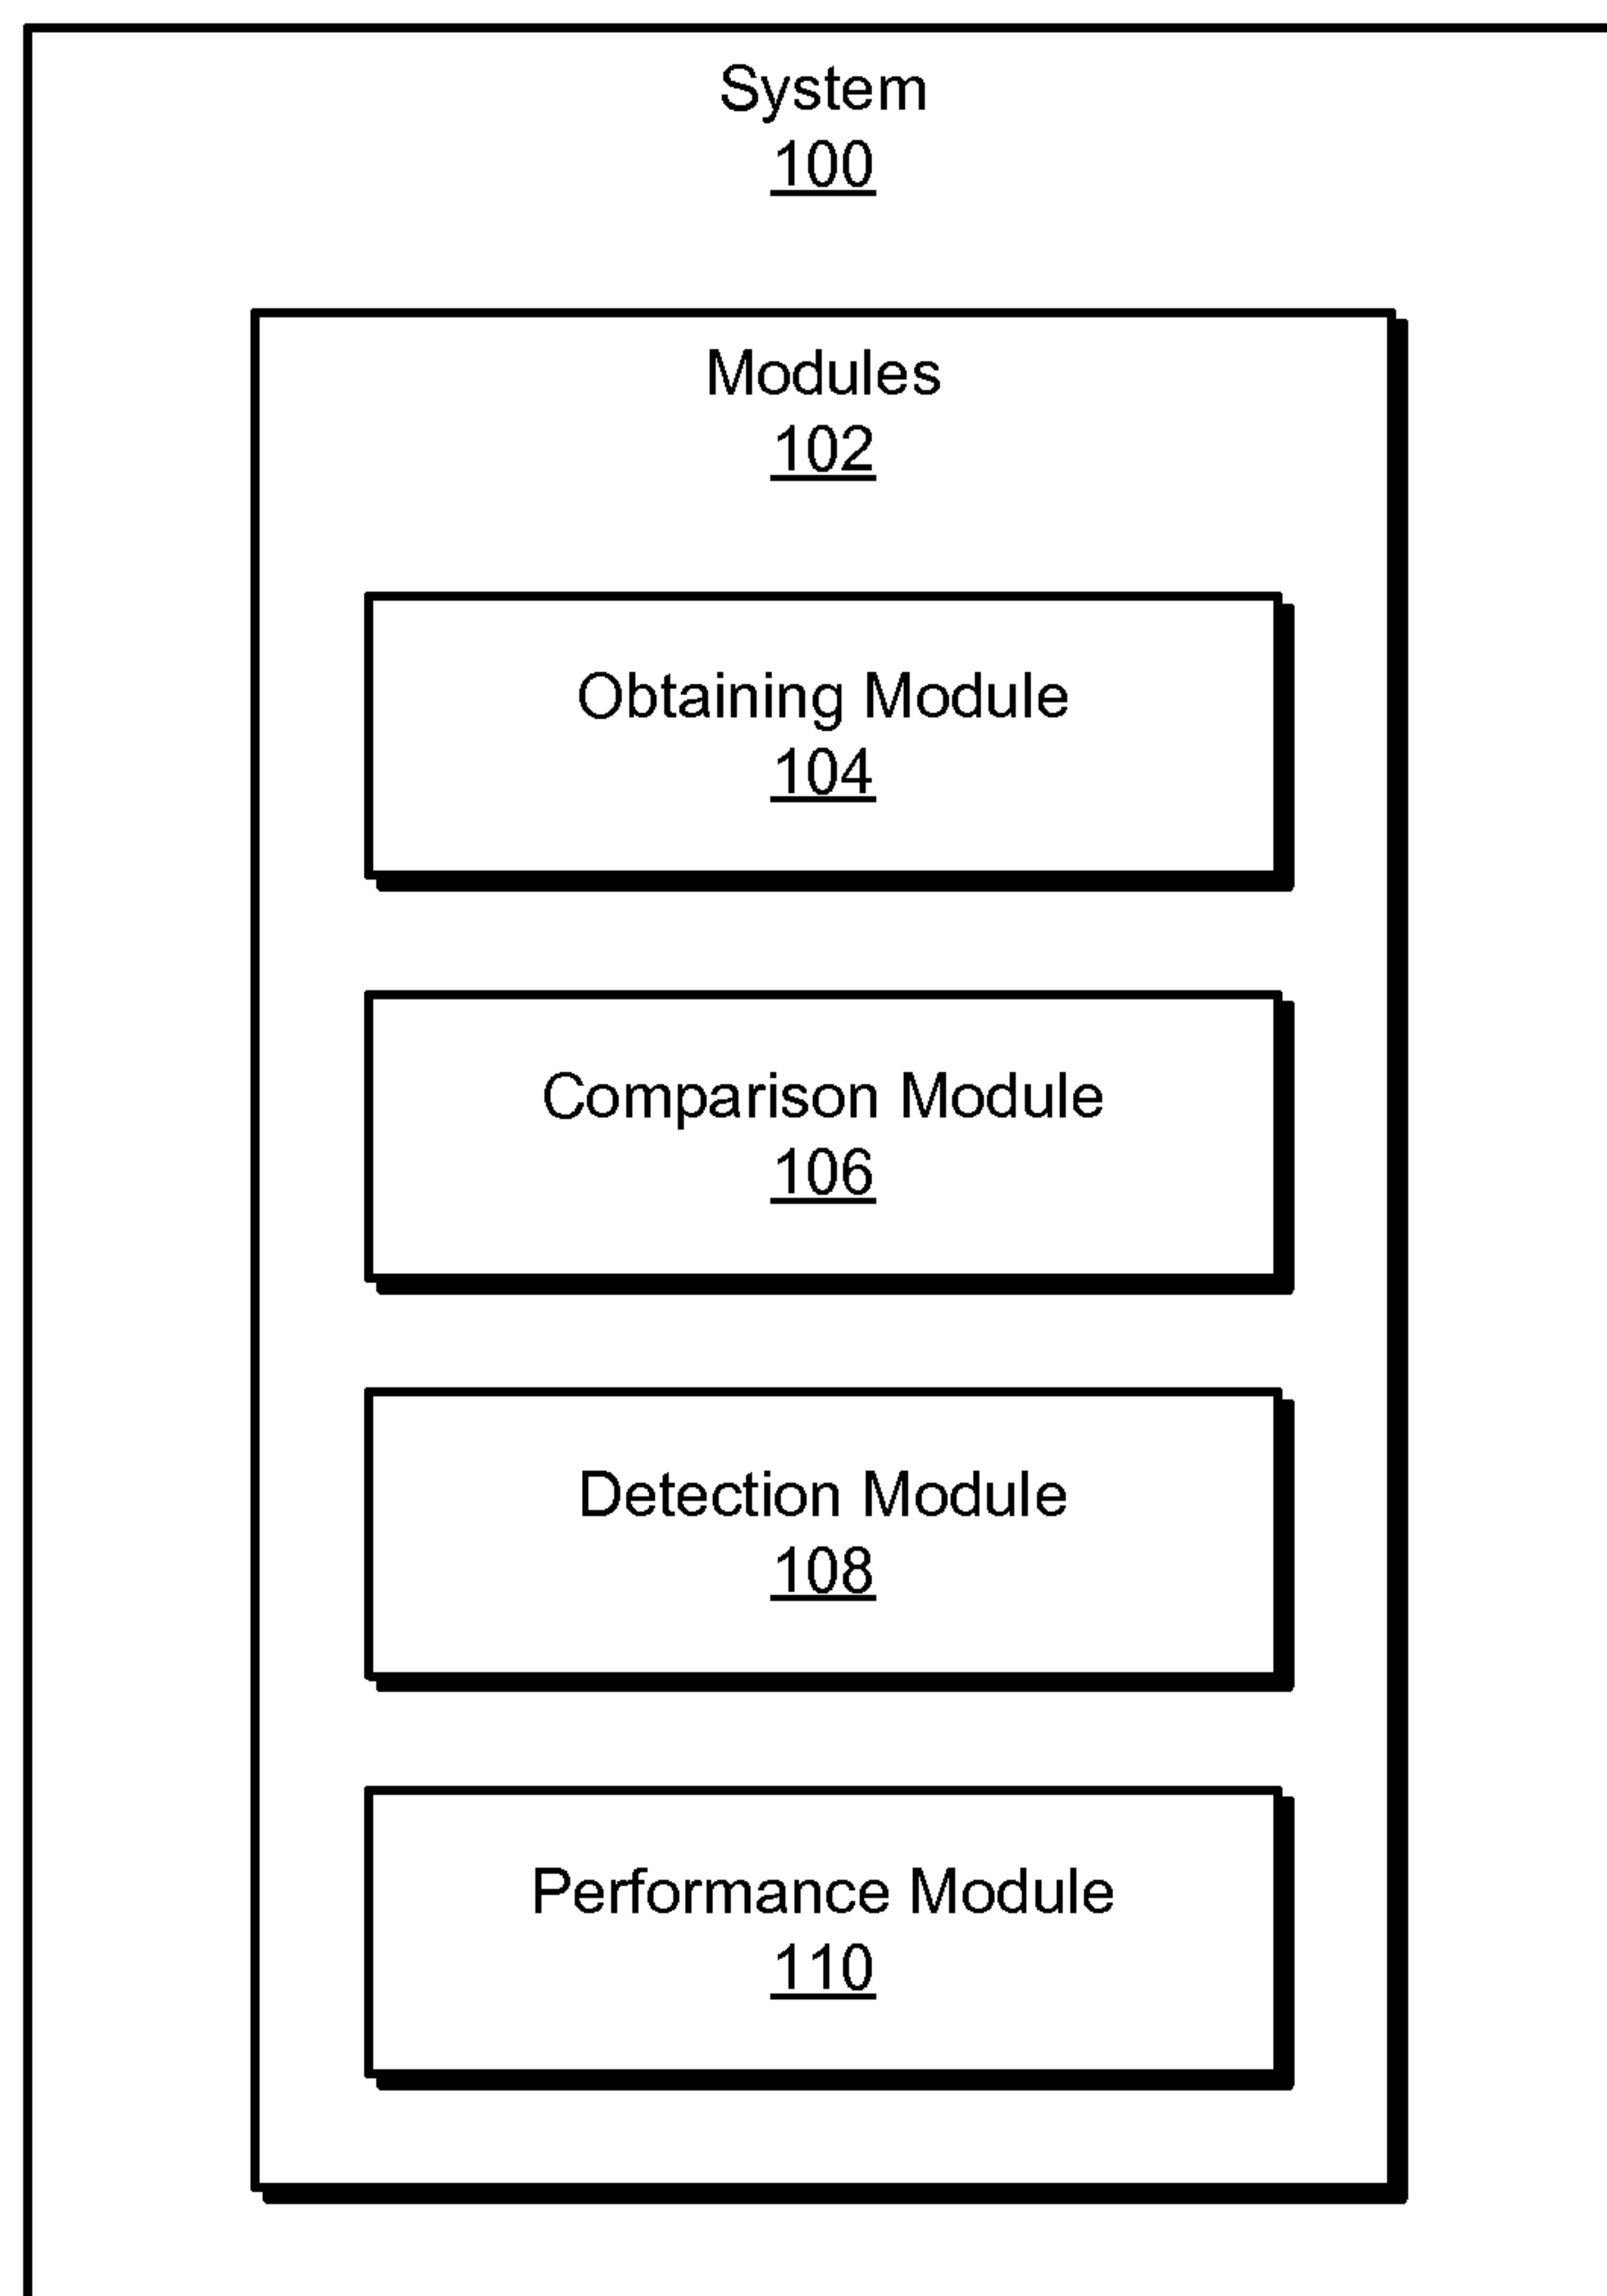 System
100
Modules
102
Obtaining Module
104
Comparison Module
106
Detection Module
108
Performance Module
110